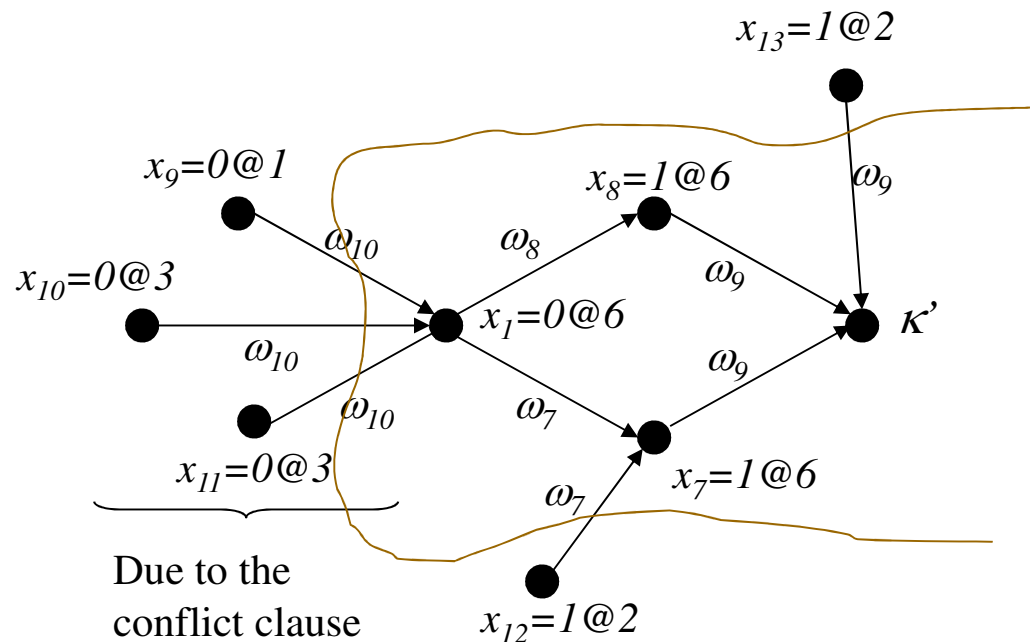 x₁₃=1@2
x₉=0@1
x₈=1@6
ω₉
ω₁₀
ω₈
x₁₀=0@3
ω₉
x₁=0@6
κ’
ω₁₀
ω₉
ω₁₀
ω₇
x₁₁=0@3
x₇=1@6
ω₇
Due to the
conflict clause
x₁₂=1@2